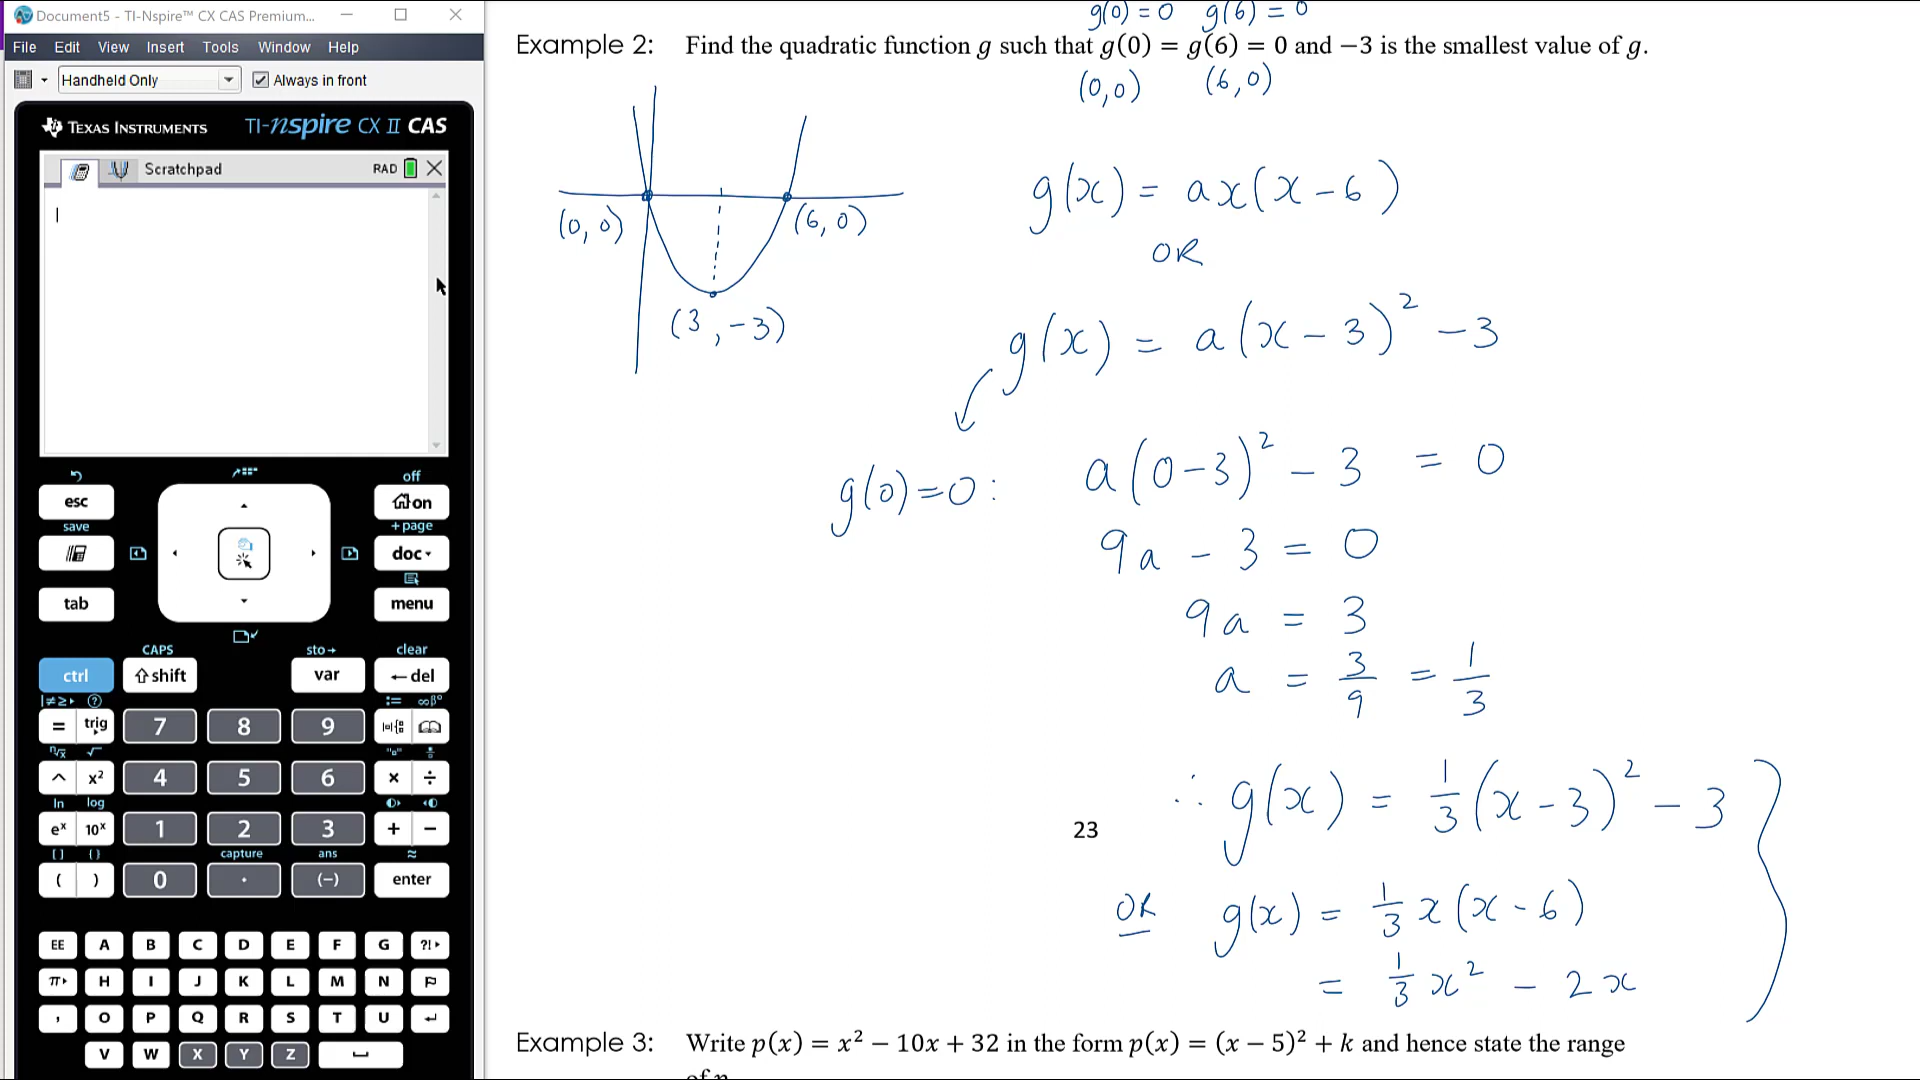 Document5 - TI-Nspire™ CX CAS Premium...
File Edit View Insert Tools Window Help
Handheld Only Always in front
TEXAS INSTRUMENTS TI-nspire CX II CAS
Scratchpad RAD
off
esc on
save +page
doc
tab menu
CAPS sto→ clear
ctrl shift var ←del
|≠≥▸ ? := ∞β°
= trig 7 8 9
ⁿ√x √ "□"
^ x² 4 5 6 × ÷
ln log
eˣ 10ˣ 1 2 3 + −
[ ] { } capture ans ≈
( ) 0 . (−) enter
EE A B C D E F G ?!▸
π▸ H I J K L M N
, O P Q R S T U ↵
V W X Y Z
g(0) = 0 g(6) = 0
Example 2: Find the quadratic function g such that g(0) = g(6) = 0 and −3 is the smallest value of g.
(0,0) (6,0)
(0,0) (6,0)
(3,-3)
g(x) = ax(x-6)
OR
g(x) = a(x-3)² -3
g(0)=0: a(0-3)² - 3 = 0
9a - 3 = 0
9a = 3
a = 3/9 = 1/3
∴ g(x) = 1/3(x-3)² - 3
23
OR g(x) = 1/3 x(x-6)
= 1/3 x² - 2x
Example 3: Write p(x) = x² − 10x + 32 in the form p(x) = (x − 5)² + k and hence state the range